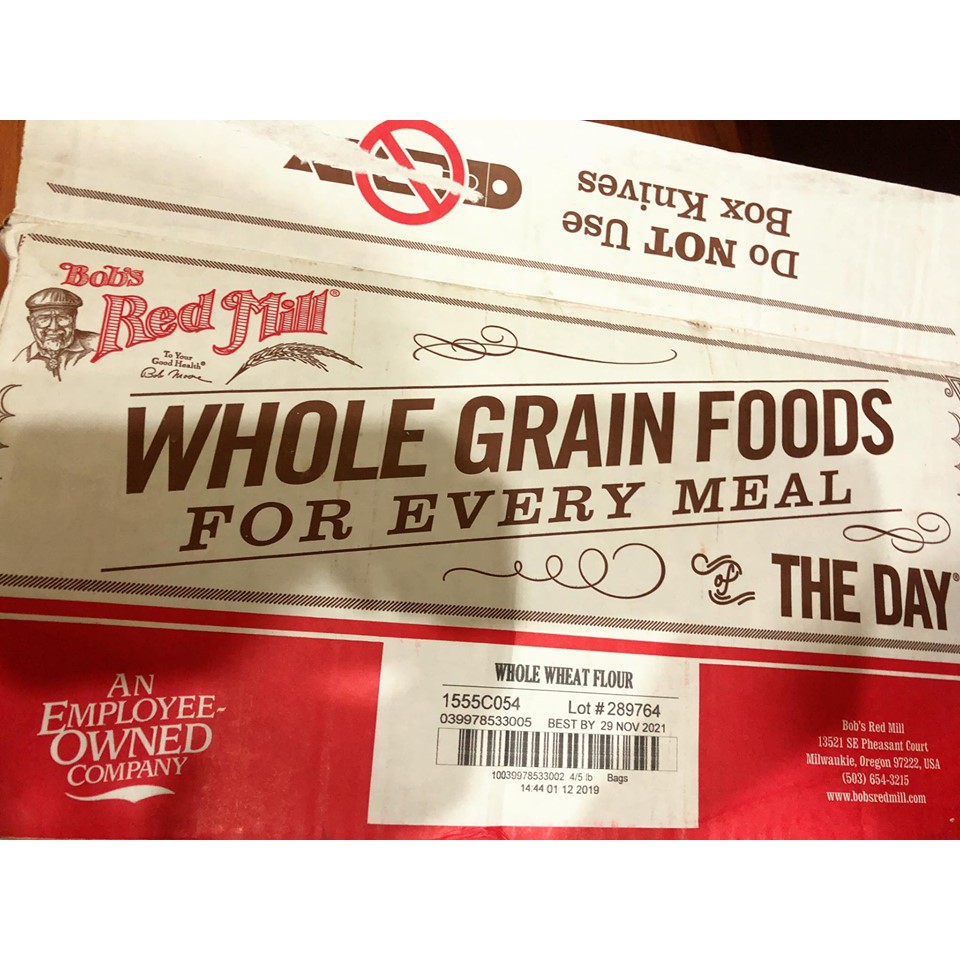 Do NOT Use
Box Knives
Bob's
Red Mill®
To Your
Good Health®
Bob Moore
WHOLE GRAIN FOODS
FOR EVERY MEAL
of THE DAY®
AN
EMPLOYEE-
OWNED
COMPANY
WHOLE WHEAT FLOUR
1555C054 Lot # 289764
039978533005 BEST BY 29 NOV 2021
10039978533002 4/5 lb Bags
14:44 01 12 2019
Bob's Red Mill
13521 SE Pheasant Court
Milwaukie, Oregon 97222, USA
(503) 654-3215
www.bobsredmill.com